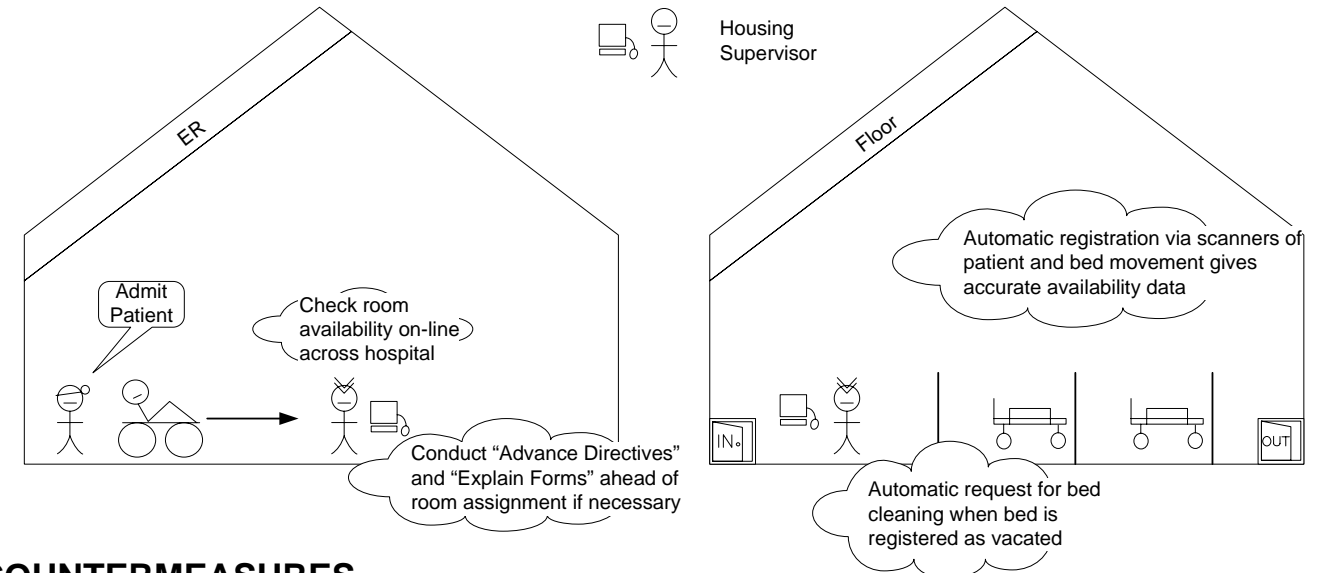 Housing
Supervisor
ER
Admit
Patient
Check room
availability on-line
across hospital
Conduct “Advance Directives”
and “Explain Forms” ahead of
room assignment if necessary
Floor
Automatic registration via scanners of
patient and bed movement gives
accurate availability data
IN
OUT
Automatic request for bed
cleaning when bed is
registered as vacated
COUNTERMEASURES